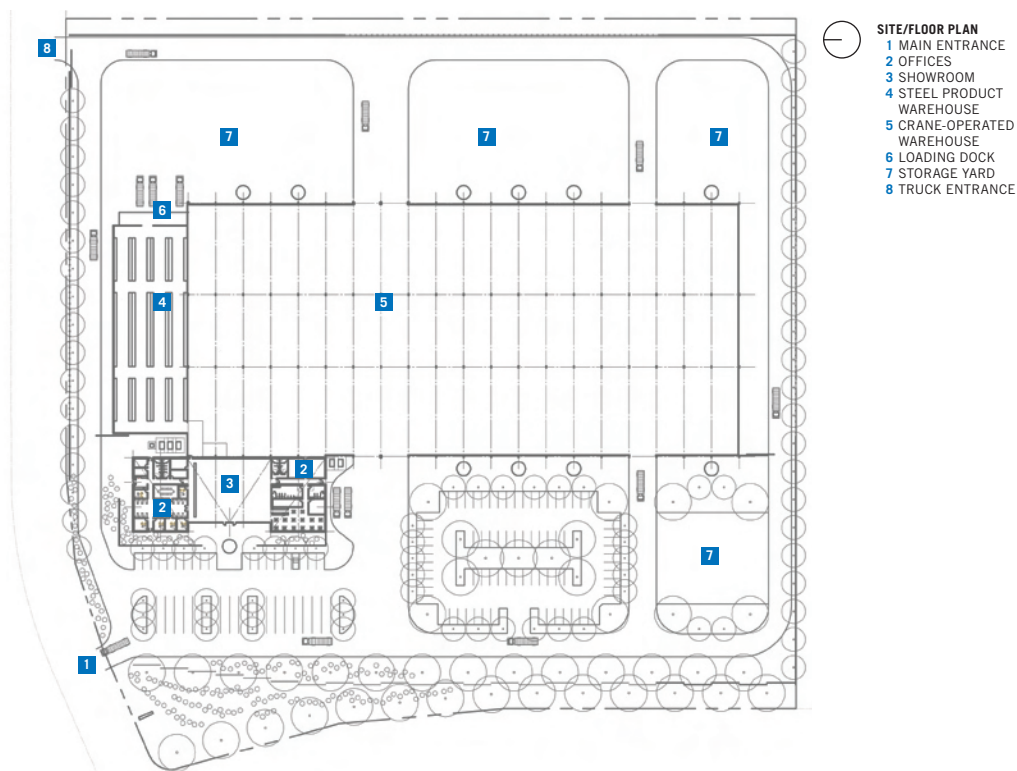 SITE/FLOOR PLAN
1 MAIN ENTRANCE
2 OFFICES
3 SHOWROOM
4 STEEL PRODUCT
WAREHOUSE
5 CRANE-OPERATED
WAREHOUSE
6 LOADING DOCK
7 STORAGE YARD
8 TRUCK ENTRANCE
8
7
7
7
6
4
5
2
3
2
7
1